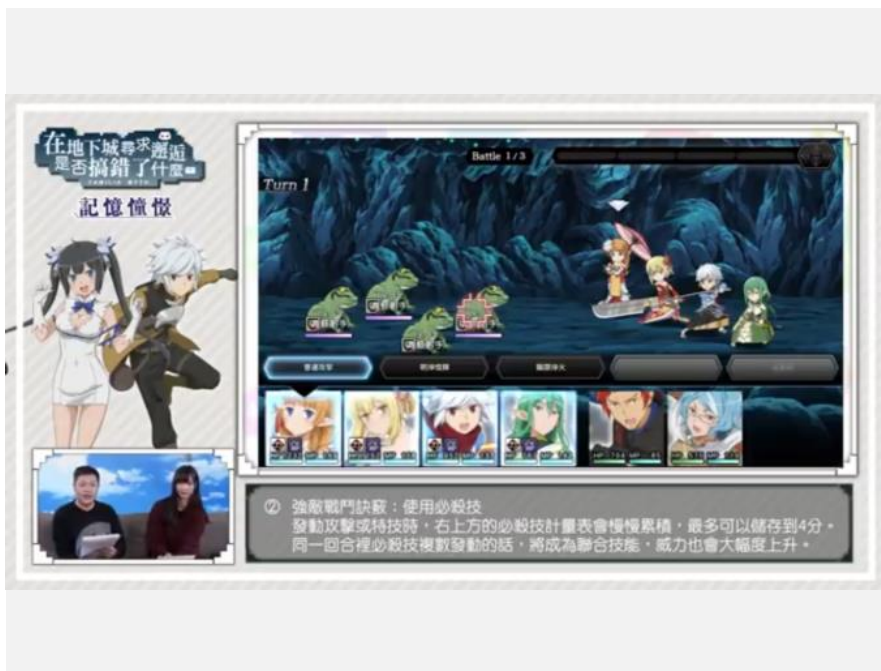 在地下城尋求邂逅
是否搞錯了什麼
記憶憧憬
Battle 1/3
Turn 1
普通攻擊
② 強敵戰鬥訣竅：使用必殺技
發動攻擊或特技時，右上方的必殺技計量表會慢慢累積，最多可以儲存到4分。
同一回合裡必殺技複數發動的話，將成為聯合技能，威力也會大幅度上升。